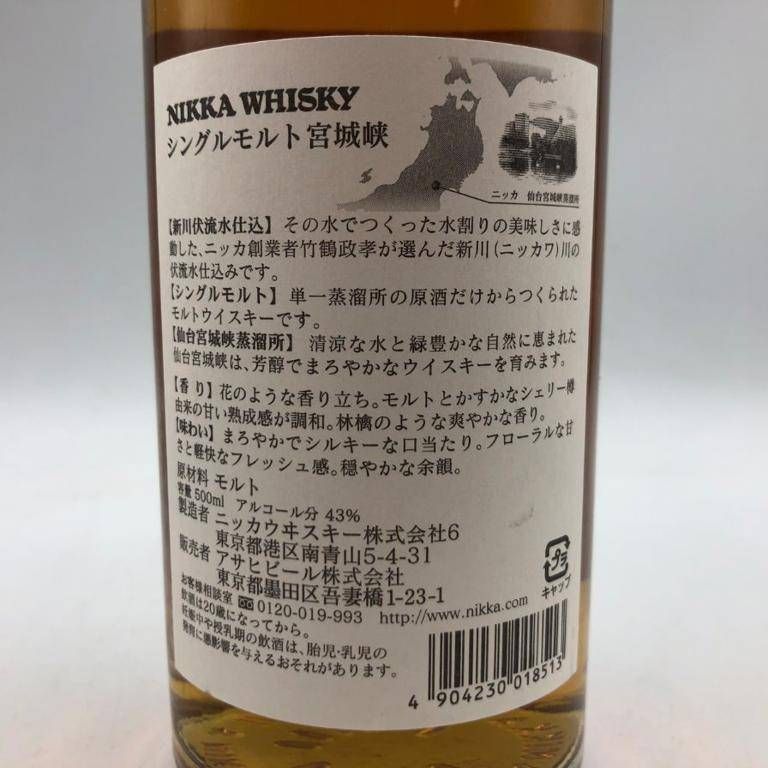 NIKKA WHISKY
シングルモルト宮城峡
ニッカ 仙台宮城峡蒸溜所
【新川伏流水仕込】 その水でつくった水割りの美味しさに感
動した、ニッカ創業者竹鶴政孝が選んだ新川(ニッカワ)川の
伏流水仕込みです。
【シングルモルト】 単一蒸溜所の原酒だけからつくられた
モルトウイスキーです。
【仙台宮城峡蒸溜所】 清涼な水と緑豊かな自然に恵まれた
仙台宮城峡は、芳醇でまろやかなウイスキーを育みます。
【香り】花のような香り立ち。モルトとかすかなシェリー樽
由来の甘い熟成感が調和。林檎のような爽やかな香り。
【味わい】まろやかでシルキーな口当たり。フローラルな甘
さと軽快なフレッシュ感。穏やかな余韻。
原材料 モルト
容量 500ml アルコール分 43%
製造者 ニッカウヰスキー株式会社6
東京都港区南青山5-4-31
販売者 アサヒビール株式会社
東京都墨田区吾妻橋1-23-1
お客様相談室 0120-019-993 http://www.nikka.com
飲酒は20歳になってから。
妊娠中や授乳期の飲酒は、胎児・乳児の
発育に悪影響を与えるおそれがあります。
プラ
キャップ
4 904230 018513